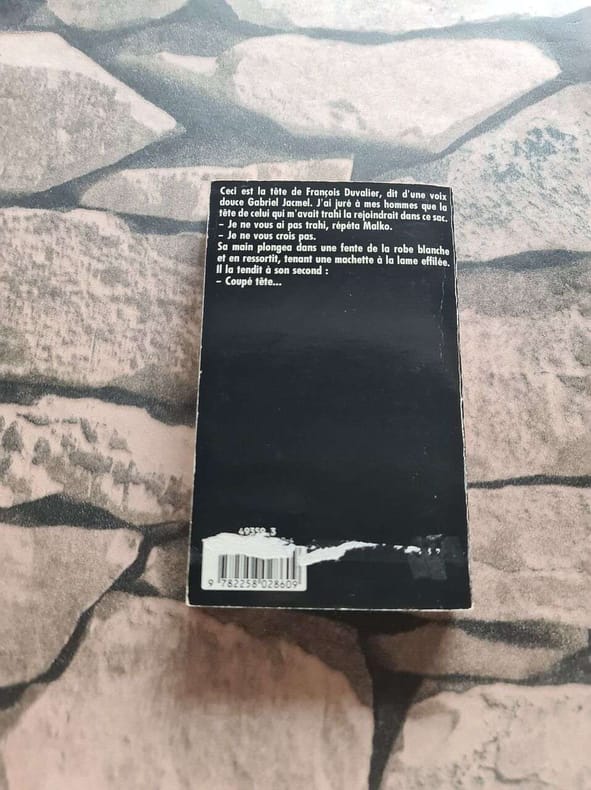 Ceci est la tête de François Duvalier, dit d'une voix
douce Gabriel Jacmel. J'ai juré à mes hommes que la
tête de celui qui m'avait trahi la rejoindrait dans ce sac.
– Je ne vous ai pas trahi, répéta Malko.
– Je ne vous crois pas.
Sa main plongea dans une fente de la robe blanche
et en ressortit, tenant une machette à la lame effilée.
Il la tendit à son second :
– Coupé tête...
49359.3
9 782258 028609